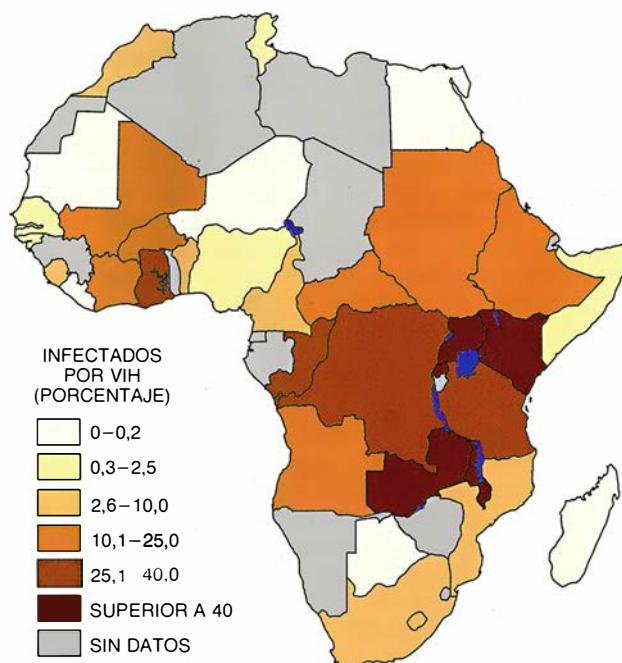 INFECTADOS
POR VIH
(PORCENTAJE)
0–0,2
0,3–2,5
2,6–10,0
10,1–25,0
25,1 40,0
SUPERIOR A 40
SIN DATOS